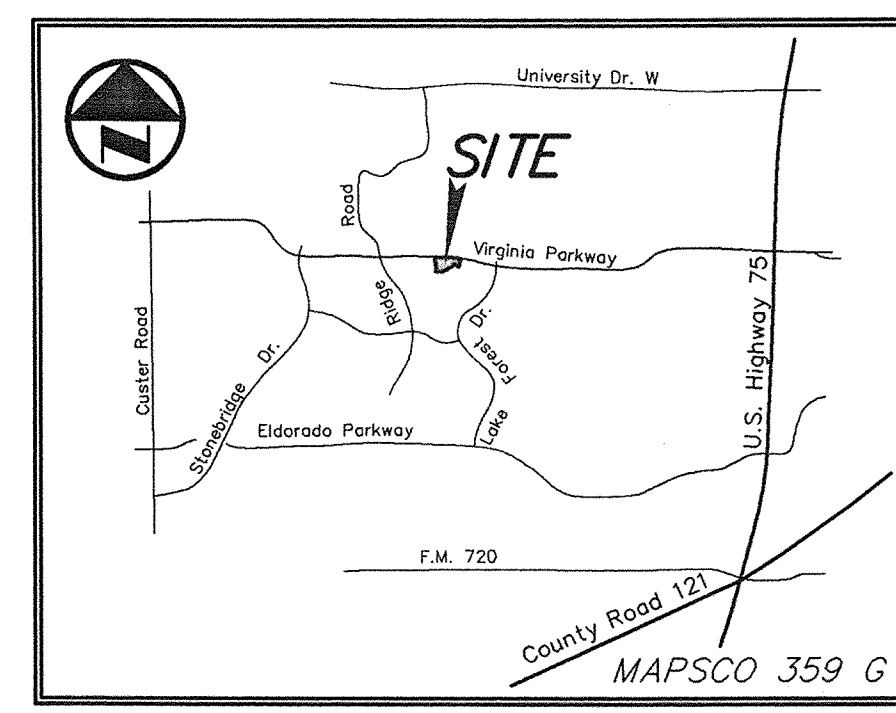 University Dr. W
SITE
Road
Virginia Parkway
Ridge
U.S. Highway 75
Custer Road
Stonebridge Dr.
Lake Forest Dr.
Eldorado Parkway
F.M. 720
County Road 121
MAPSCO 359 G
N